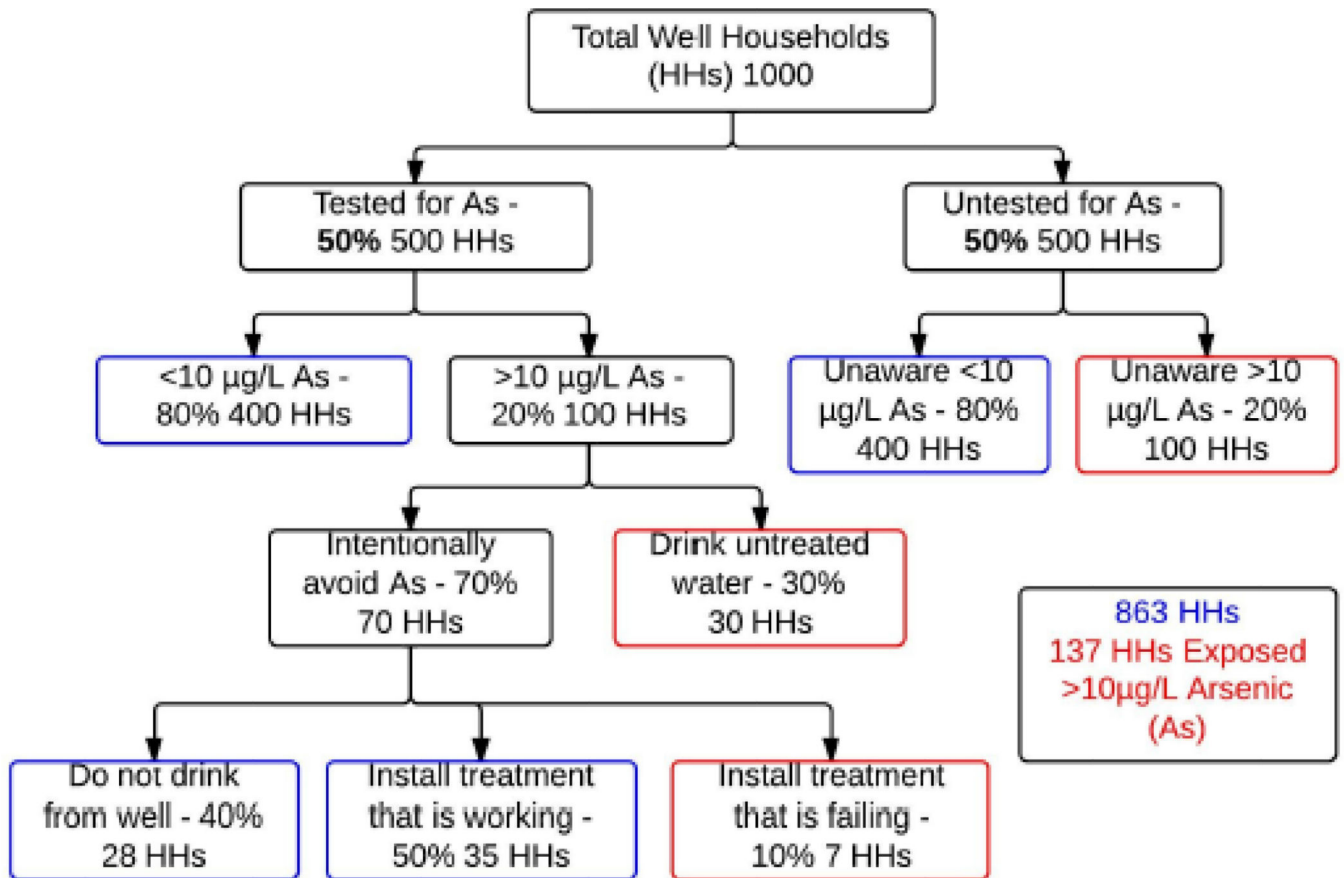 Total Well Households
(HHs) 1000
Tested for As -
50% 500 HHs
Untested for As -
50% 500 HHs
<10 µg/L As -
80% 400 HHs
>10 µg/L As -
20% 100 HHs
Unaware <10
µg/L As - 80%
400 HHs
Unaware >10
µg/L As - 20%
100 HHs
Intentionally
avoid As - 70%
70 HHs
Drink untreated
water - 30%
30 HHs
863 HHs
137 HHs Exposed
>10µg/L Arsenic
(As)
Do not drink
from well - 40%
28 HHs
Install treatment
that is working -
50% 35 HHs
Install treatment
that is failing -
10% 7 HHs